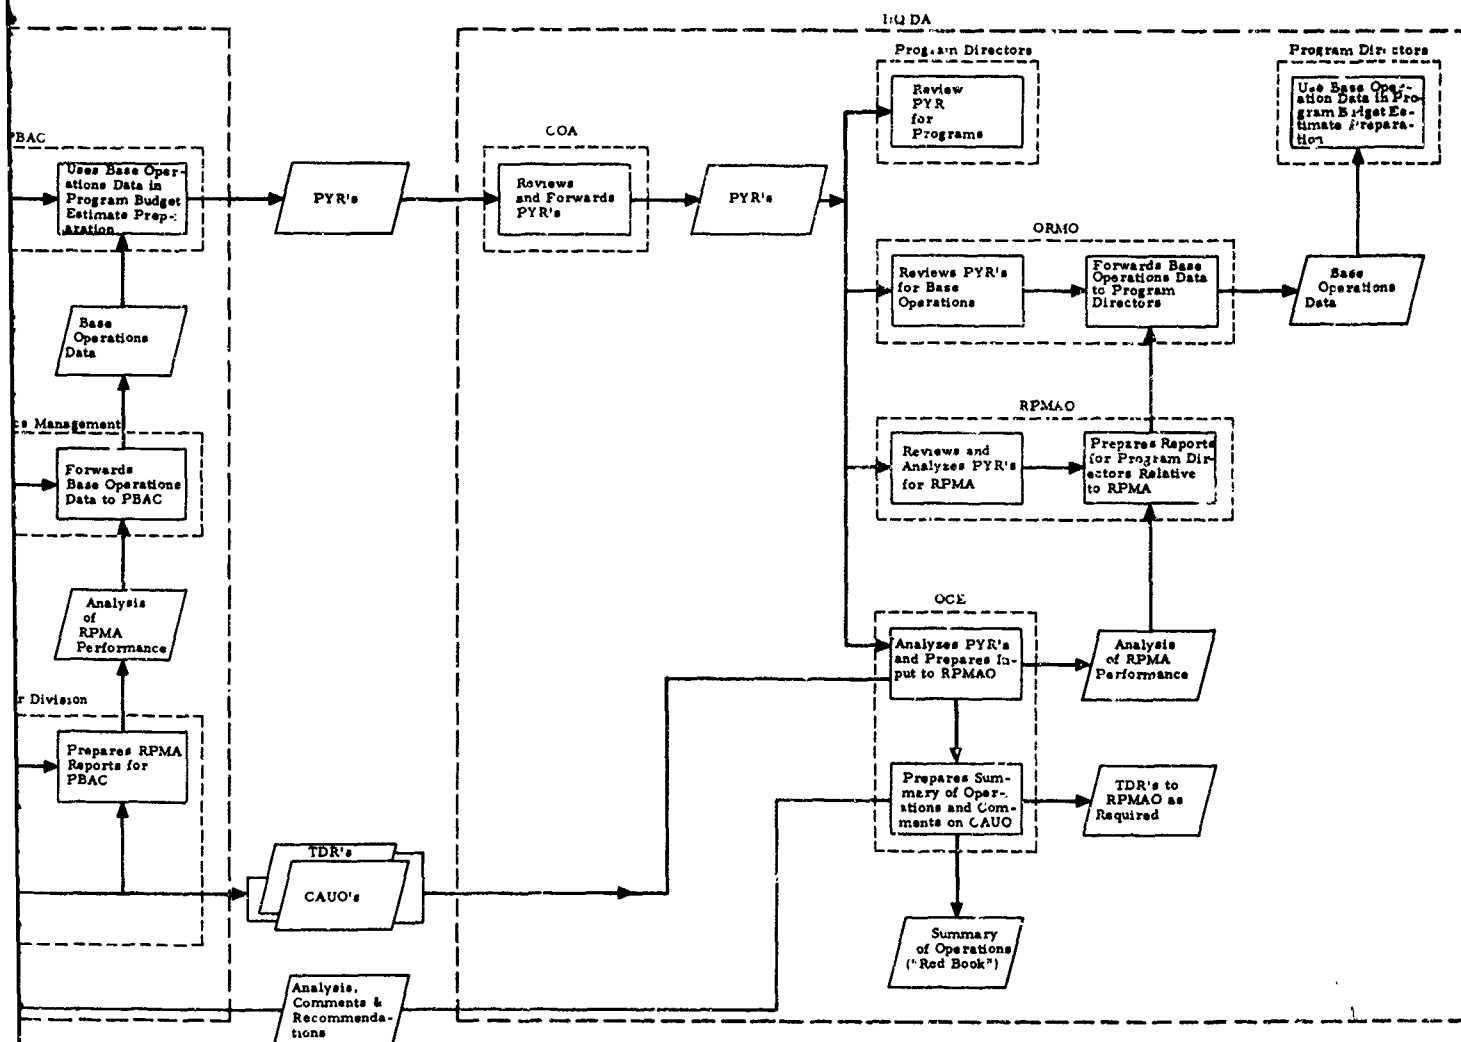 HQ DA
Program Directors
Review
PYR
for
Programs
Program Directors
Use Base Oper-
ation Data in Pro-
gram Budget Es-
timate Prepara-
tion
PBAC
Uses Base Oper-
ations Data in
Program Budget
Estimate Prep-
aration
PYR's
COA
Reviews
and Forwards
PYR's
PYR's
ORMO
Reviews PYR's
for Base
Operations
Forwards Base
Operations Data
to Program
Directors
Base
Operations
Data
Base
Operations
Data
RPMAO
Reviews and
Analyzes PYR's
for RPMA
Prepares Reports
for Program Dir-
ectors Relative
to RPMA
Management
Forwards
Base Operations
Data to PBAC
Analysis
of
RPMA
Performance
OCE
Analyzes PYR's
and Prepares In-
put to RPMAO
Analysis
of RPMA
Performance
Division
Prepares RPMA
Reports for
PBAC
Prepares Sum-
mary of Oper-
ations and Com-
ments on CAUO
TDR's to
RPMAO as
Required
TDR's
CAUO's
Summary
of Operations
("Red Book")
Analysis,
Comments &
Recommenda-
tions